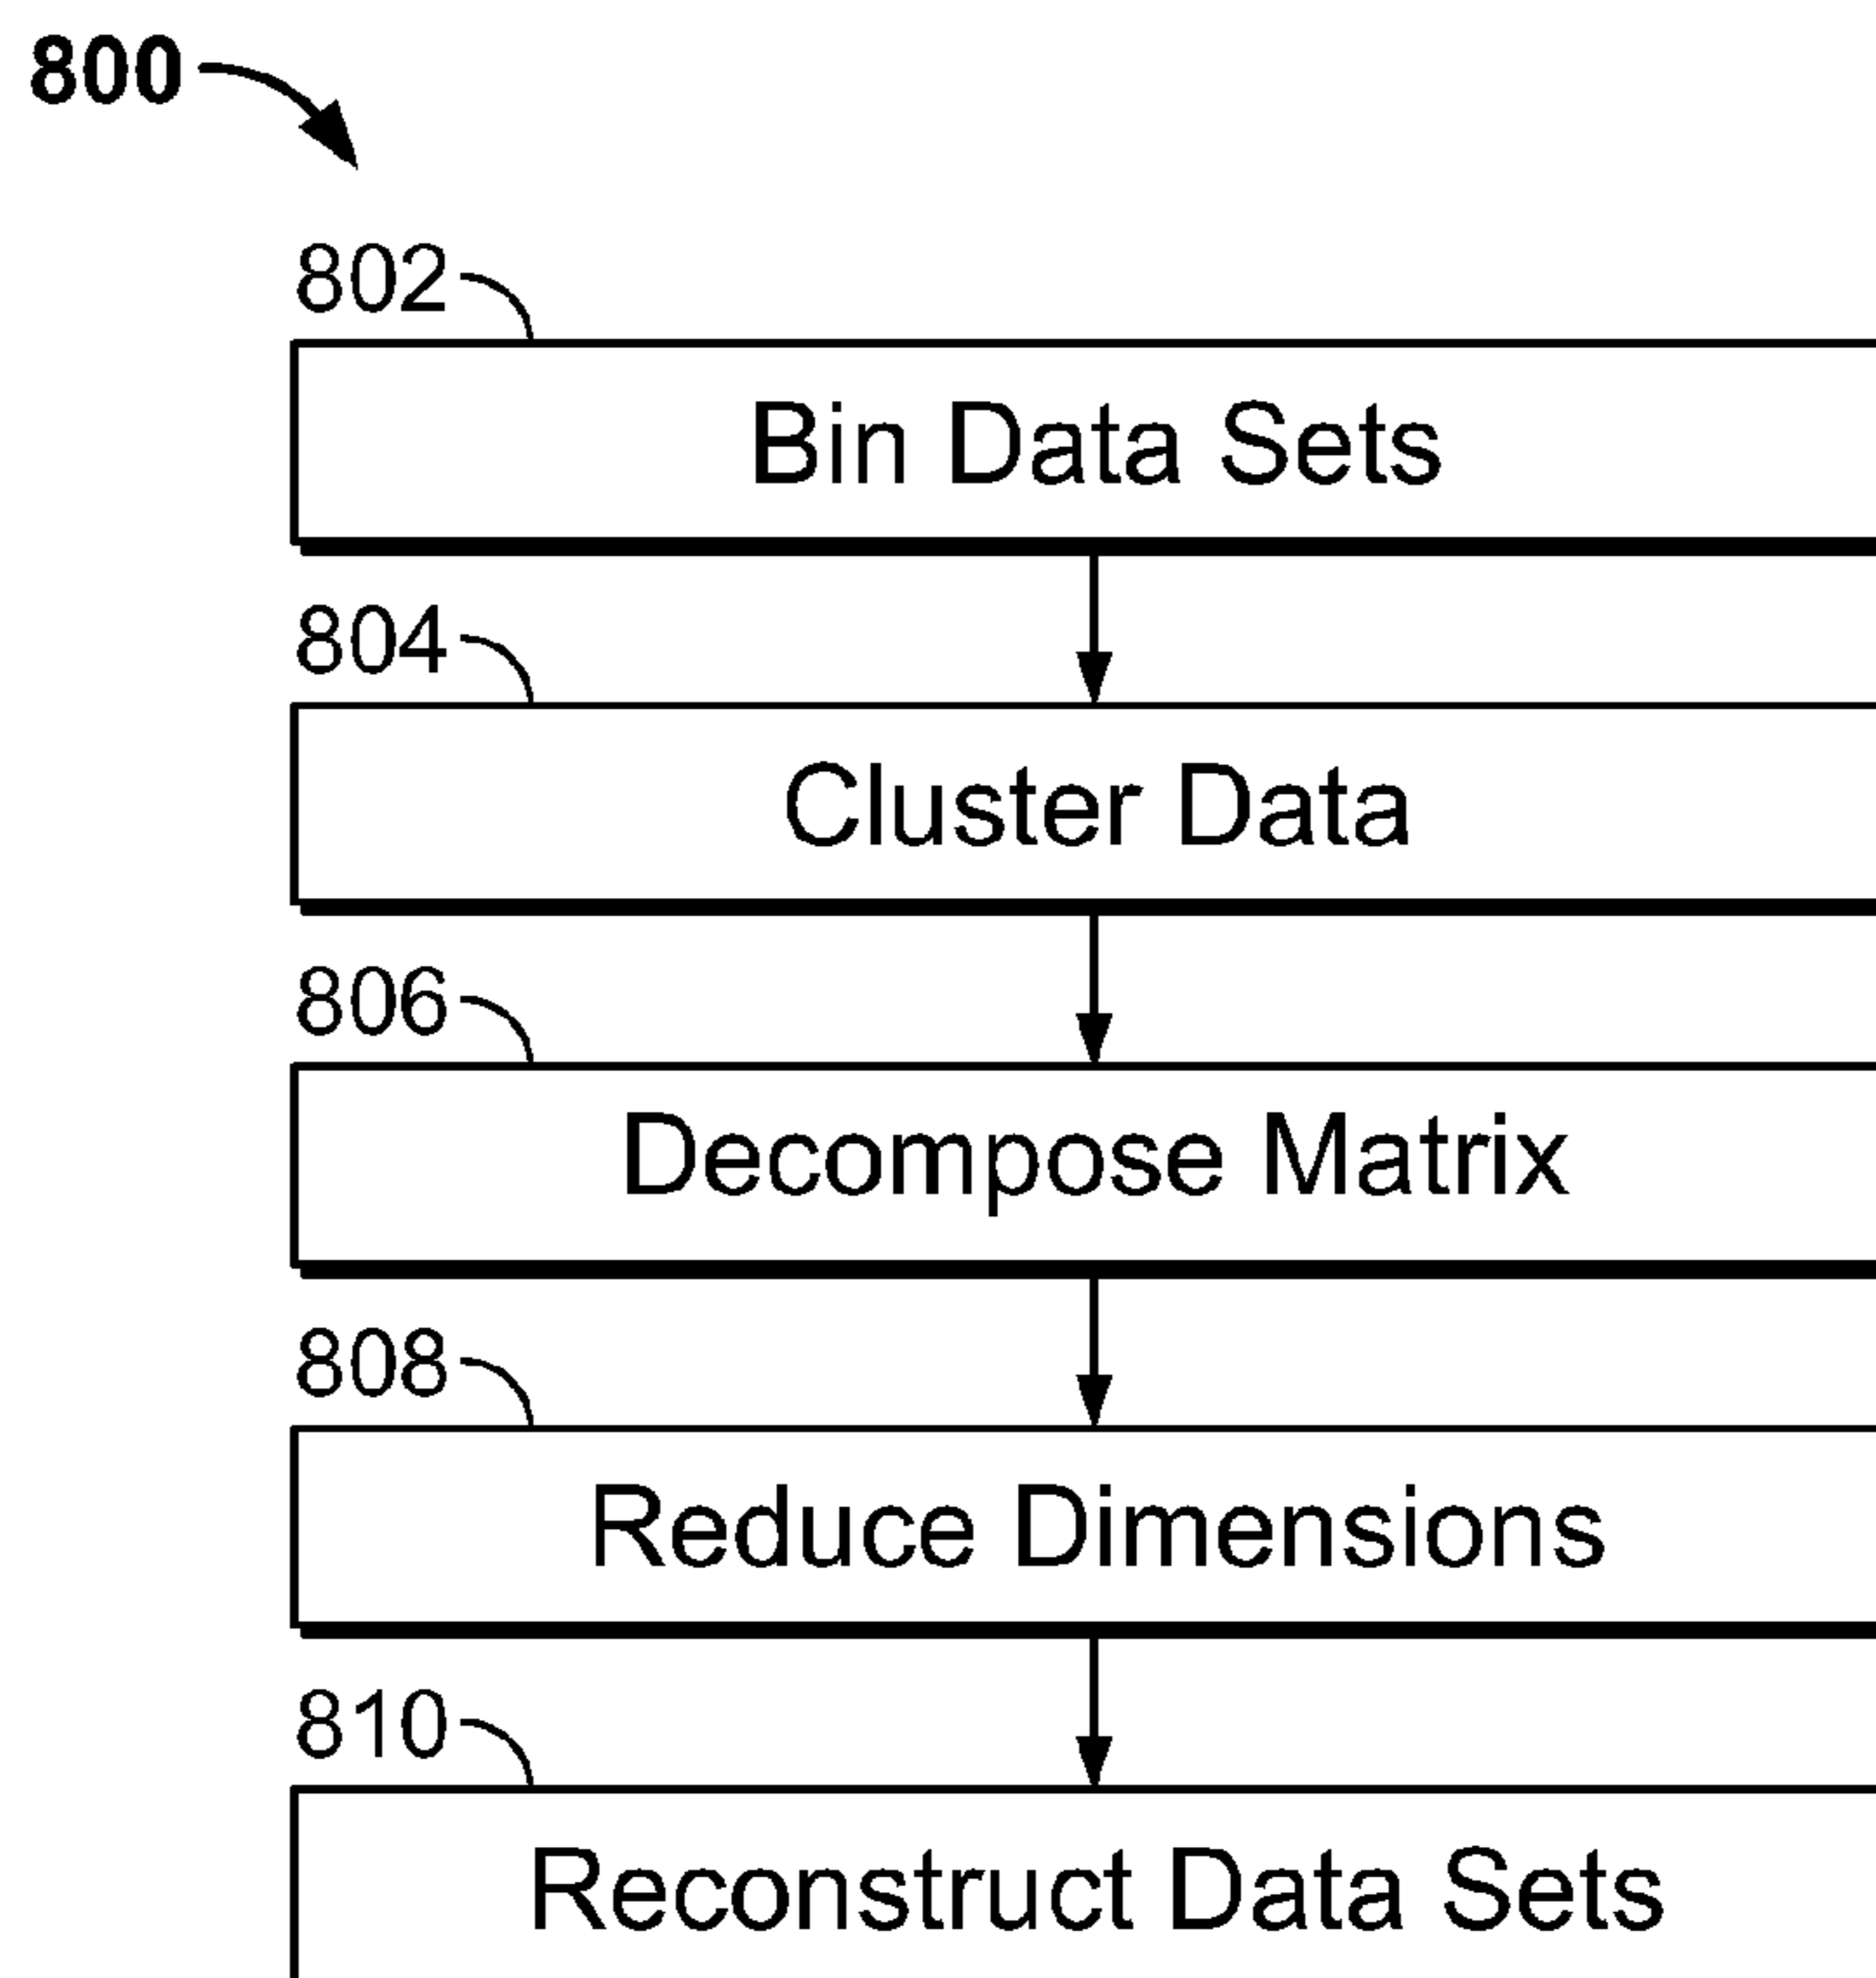 800
802
Bin Data Sets
804
Cluster Data
806
Decompose Matrix
808
Reduce Dimensions
810
Reconstruct Data Sets